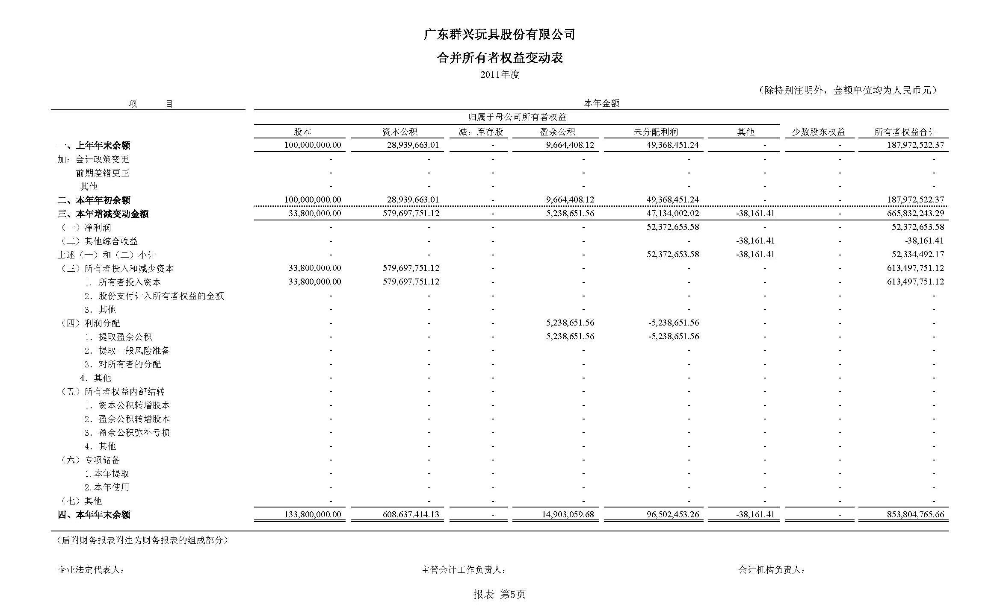 广东群兴玩具股份有限公司
合并所有者权益变动表
2011年度
（除特别注明外，金额单位均为人民币元）
项 目 本年金额
归属于母公司所有者权益
股本 资本公积 减：库存股 盈余公积 未分配利润 其他 少数股东权益 所有者权益合计
一、上年年末余额 100,000,000.00 28,939,663.01 - 9,664,408.12 49,368,451.24 - - 187,972,522.37
加：会计政策变更 - - - - - - - -
前期差错更正 - - - - - - - -
其他 - - - - - - - -
二、本年年初余额 100,000,000.00 28,939,663.01 - 9,664,408.12 49,368,451.24 - - 187,972,522.37
三、本年增减变动金额 33,800,000.00 579,697,751.12 - 5,238,651.56 47,134,002.02 -38,161.41 - 665,832,243.29
（一）净利润 - - - - 52,372,653.58 - - 52,372,653.58
（二）其他综合收益 - - - - - -38,161.41 - -38,161.41
上述（一）和（二）小计 - - - - 52,372,653.58 -38,161.41 - 52,334,492.17
（三）所有者投入和减少资本 33,800,000.00 579,697,751.12 - - - - - 613,497,751.12
1. 所有者投入资本 33,800,000.00 579,697,751.12 - - - - - 613,497,751.12
2．股份支付计入所有者权益的金额 - - - - - - - -
3．其他 - - - - - - - -
（四）利润分配 - - - 5,238,651.56 -5,238,651.56 - - -
1．提取盈余公积 - - - 5,238,651.56 -5,238,651.56 - - -
2．提取一般风险准备 - - - - - - - -
3．对所有者的分配 - - - - - - - -
4．其他 - - - - - - - -
（五）所有者权益内部结转 - - - - - - - -
1．资本公积转增股本 - - - - - - - -
2．盈余公积转增股本 - - - - - - - -
3．盈余公积弥补亏损 - - - - - - - -
4．其他 - - - - - - - -
（六）专项储备 - - - - - - - -
1.本年提取 - - - - - - - -
2.本年使用 - - - - - - - -
（七）其他 - - - - - - - -
四、本年年末余额 133,800,000.00 608,637,414.13 - 14,903,059.68 96,502,453.26 -38,161.41 - 853,804,765.66
（后附财务报表附注为财务报表的组成部分）
企业法定代表人： 主管会计工作负责人： 会计机构负责人：
报表 第5页